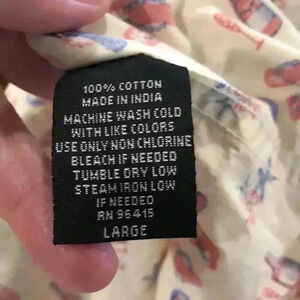 100% COTTON
MADE IN INDIA
MACHINE WASH COLD
WITH LIKE COLORS
USE ONLY NON CHLORINE
BLEACH IF NEEDED
TUMBLE DRY LOW
STEAM IRON LOW
IF NEEDED
RN 96415
LARGE